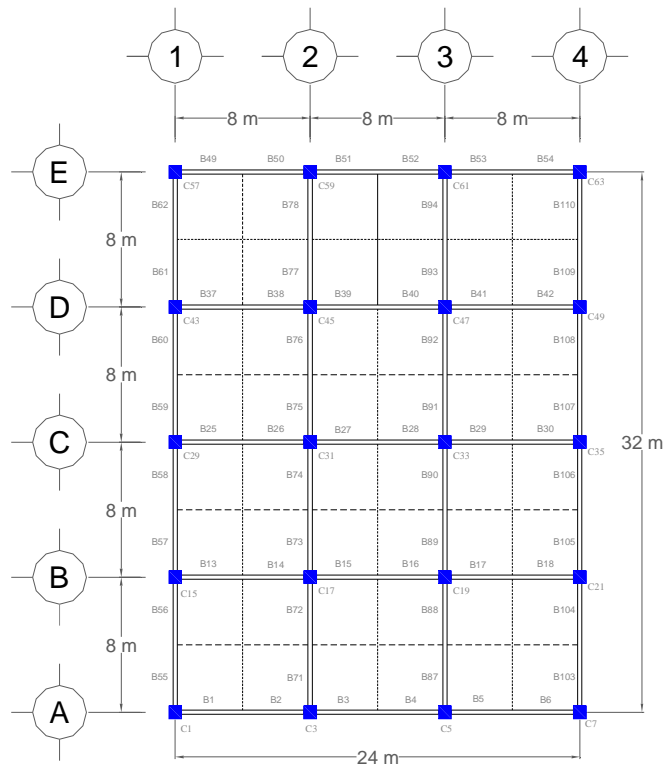 1 2 3 4
8 m 8 m 8 m
B49 B50 B51 B52 B53 B54
E
C57 C59 C61 C63
B62 B78 B94 B110
8 m
B61 B77 B93 B109
B37 B38 B39 B40 B41 B42
D
C43 C45 C47 C49
B60 B76 B92 B108
8 m
B59 B75 B91 B107
B25 B26 B27 B28 B29 B30
C 32 m
C29 C31 C33 C35
B58 B74 B90 B106
8 m
B57 B73 B89 B105
B13 B14 B15 B16 B17 B18
B
C15 C17 C19 C21
B56 B72 B88 B104
8 m
B55 B71 B87 B103
B1 B2 B3 B4 B5 B6
A
C1 C3 C5 C7
24 m